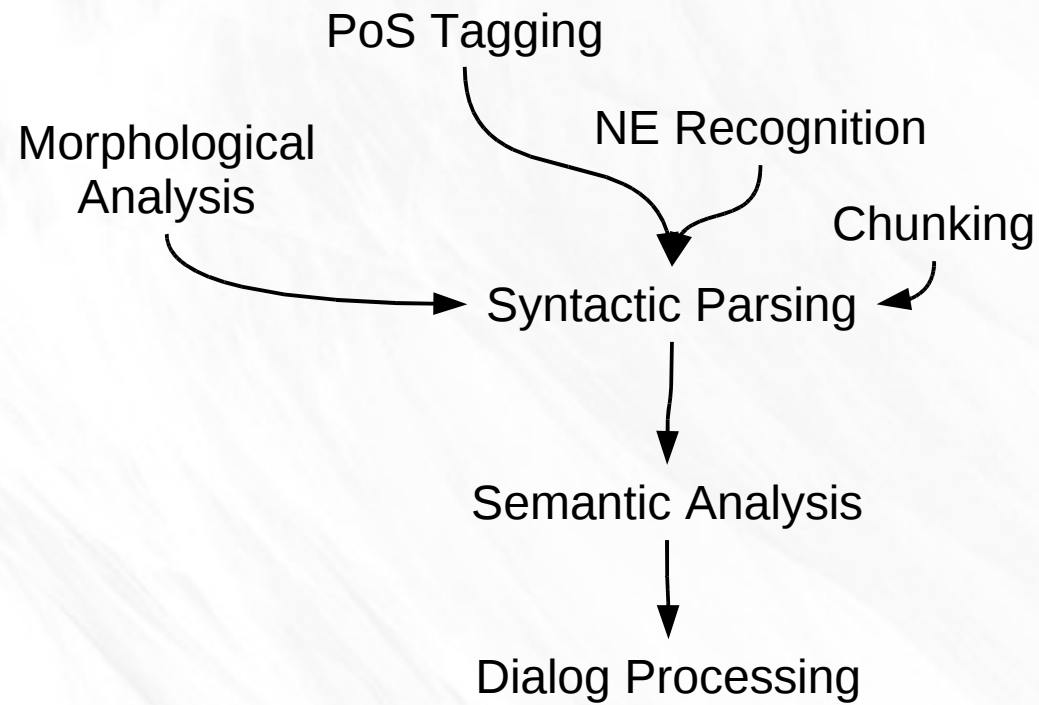 PoS Tagging
NE Recognition
Morphological
Analysis
Chunking
Syntactic Parsing
Semantic Analysis
Dialog Processing